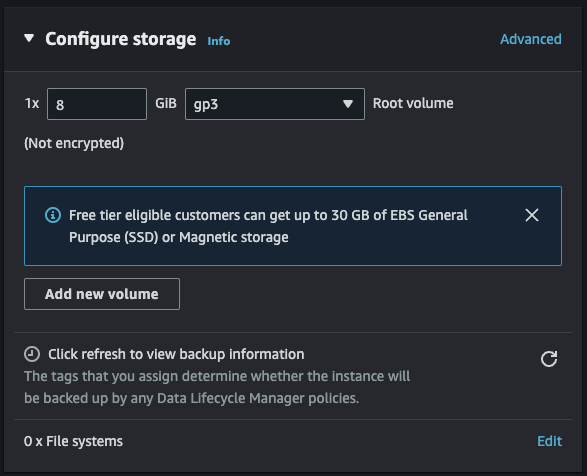 Configure storage Info Advanced
1x 8 GiB gp3 Root volume
(Not encrypted)
Free tier eligible customers can get up to 30 GB of EBS General
Purpose (SSD) or Magnetic storage
Add new volume
Click refresh to view backup information
The tags that you assign determine whether the instance will
be backed up by any Data Lifecycle Manager policies.
0 x File systems Edit